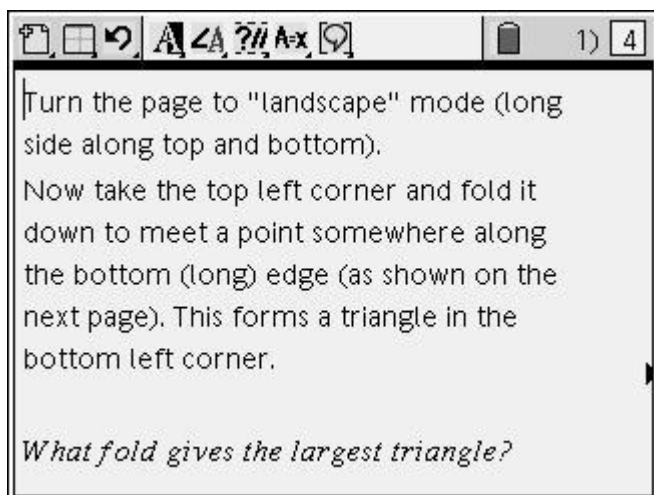 1) 4
Turn the page to "landscape" mode (long
side along top and bottom).
Now take the top left corner and fold it
down to meet a point somewhere along
the bottom (long) edge (as shown on the
next page). This forms a triangle in the
bottom left corner.
What fold gives the largest triangle?